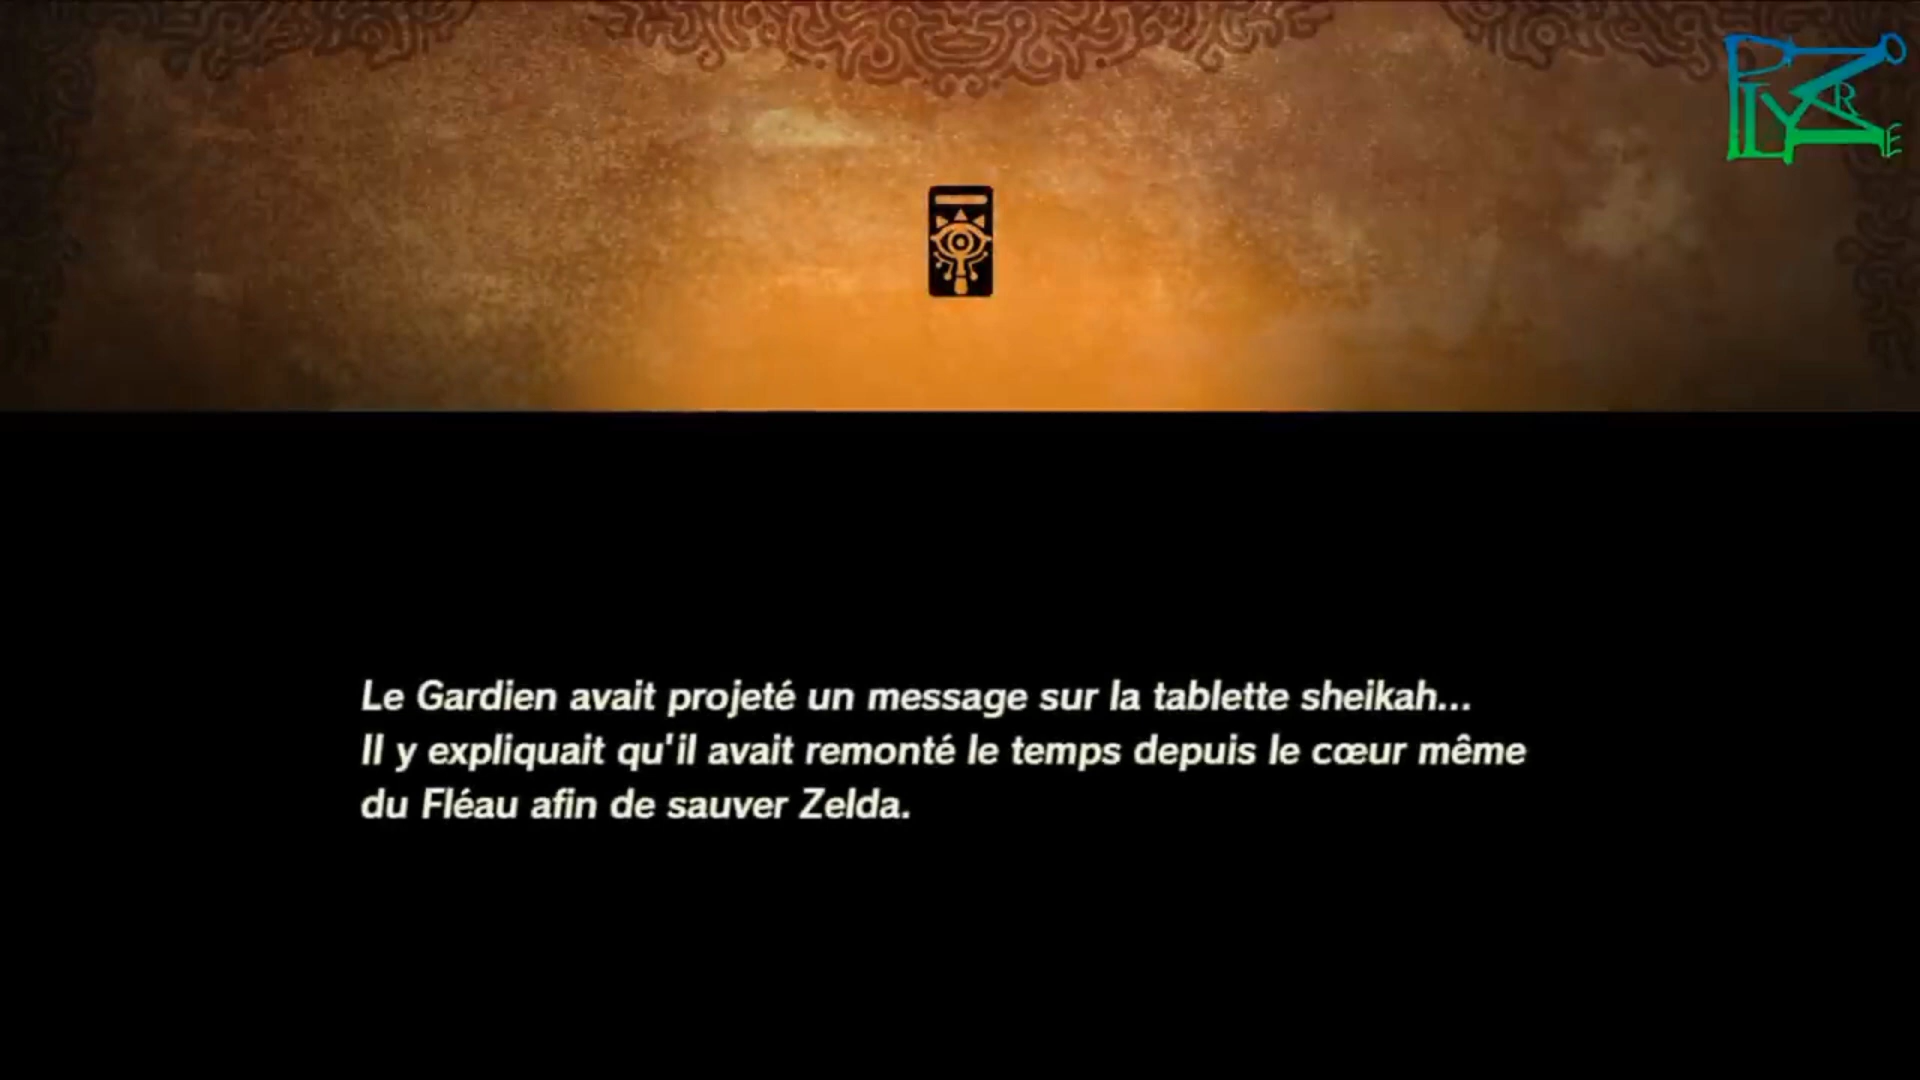 Le Gardien avait projeté un message sur la tablette sheikah...
Il y expliquait qu'il avait remonté le temps depuis le cœur même
du Fléau afin de sauver Zelda.